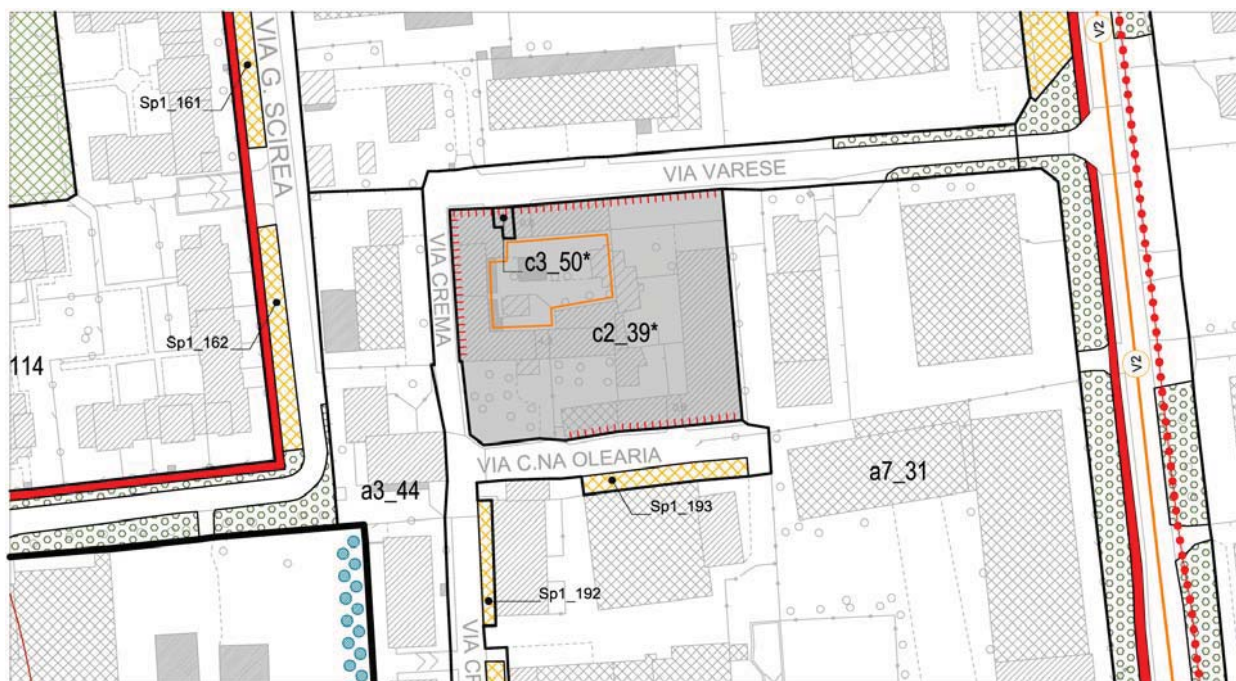 VIA G. SCIREA
V2
Sp1_161
VIA VARESE
VIA CREMA
c3_50*
c2_39*
Sp1_162
114
V2
VIA C.NA OLEARIA
a3_44
a7_31
Sp1_193
Sp1_192
VIA CR